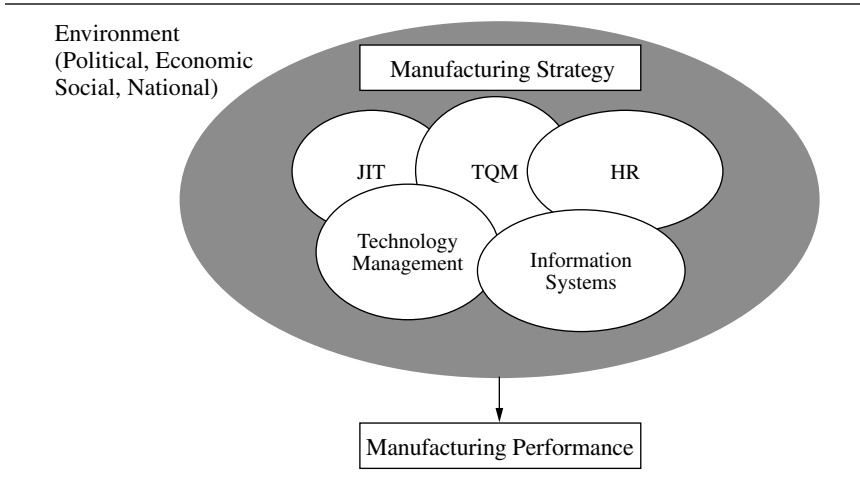 Environment
(Political, Economic
Social, National)
Manufacturing Strategy
JIT
TQM
HR
Technology
Management
Information
Systems
Manufacturing Performance